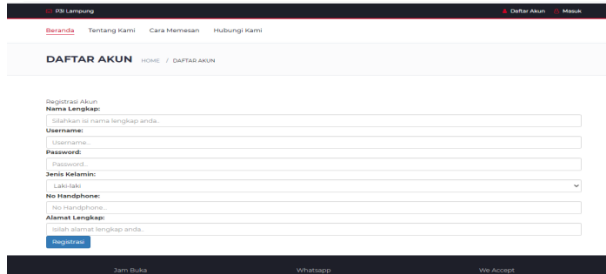 P3I Lampung
Daftar Akun
Masuk
Beranda Tentang Kami Cara Memesan Hubungi Kami
DAFTAR AKUN HOME / DAFTAR AKUN
Registrasi Akun
Nama Lengkap:
Silahkan isi nama lengkap anda..
Username:
Username...
Password:
Password...
Jenis Kelamin:
Laki-laki
No Handphone:
No Handphone...
Alamat Lengkap:
Isilah alamat lengkap anda..
Registrasi
Jam Buka Whatsapp We Accept